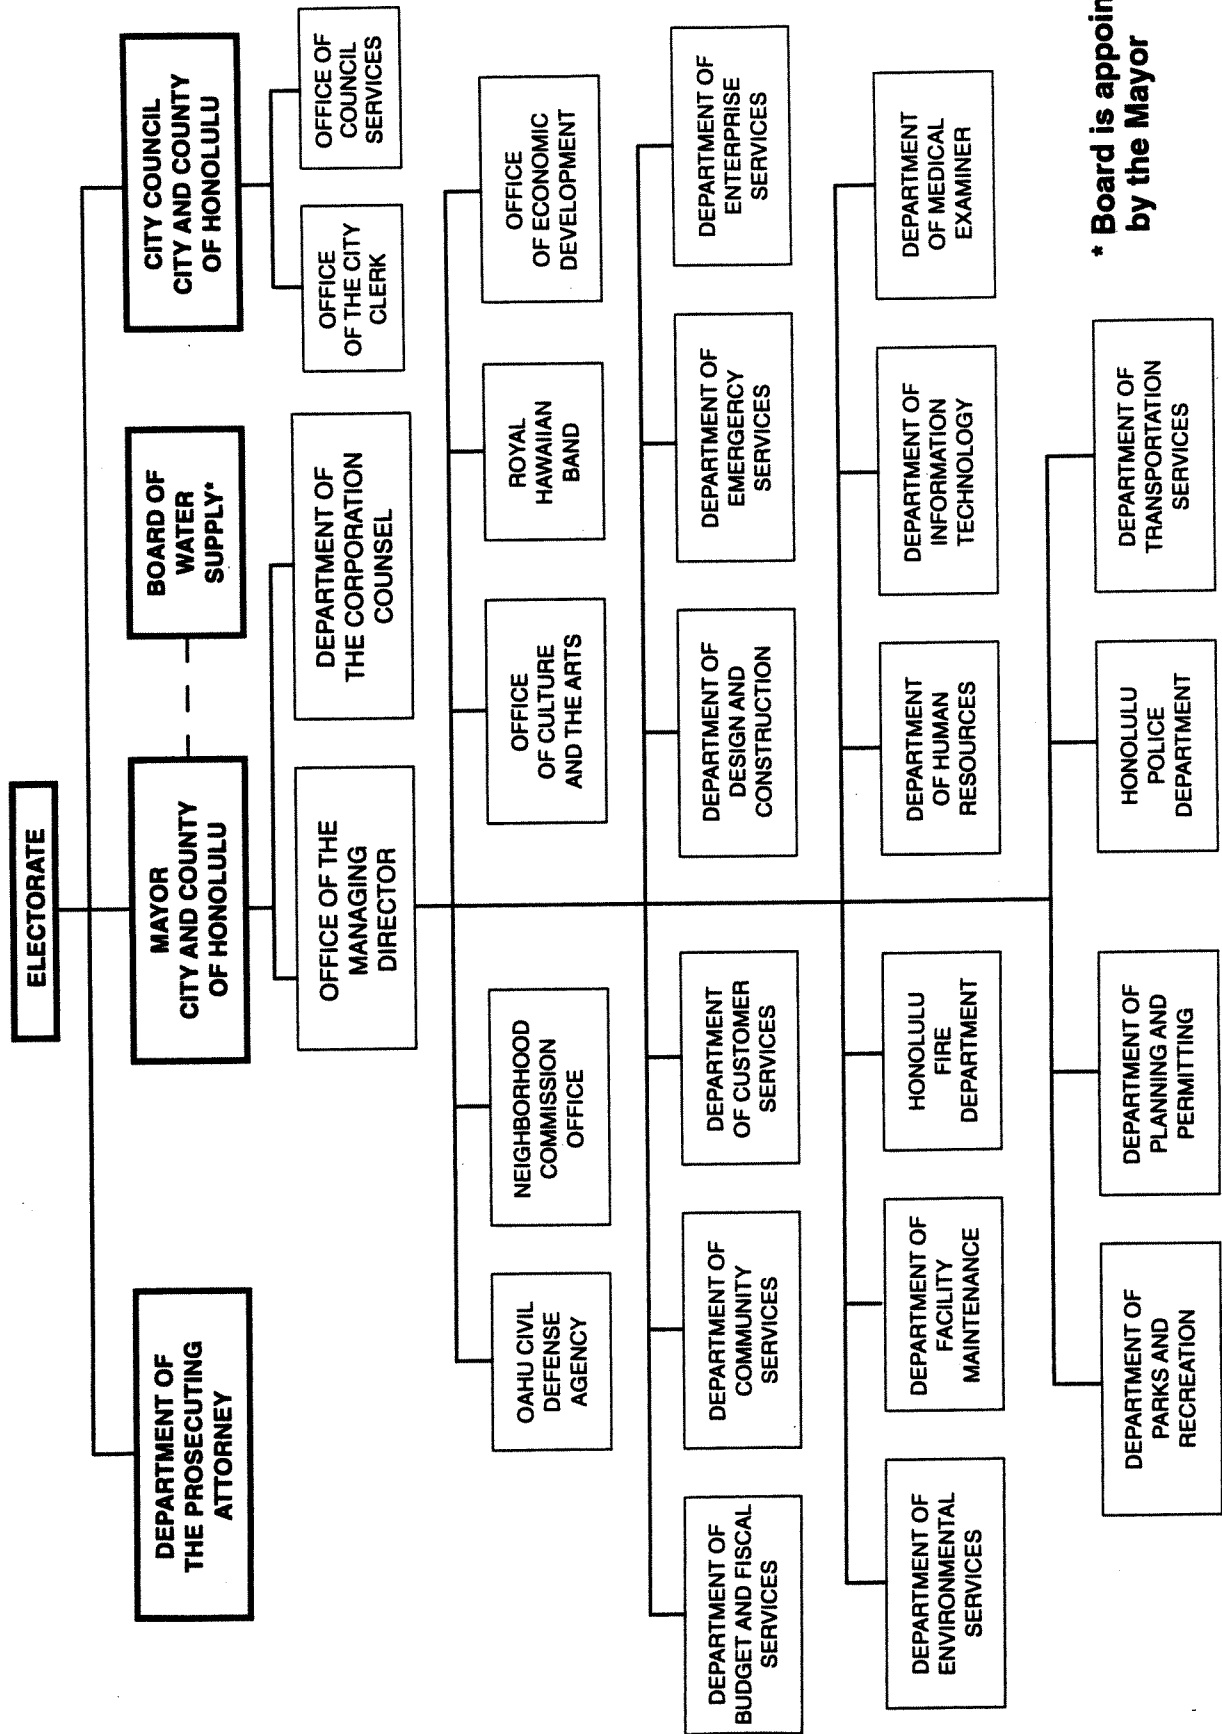 ELECTORATE
DEPARTMENT OF
THE PROSECUTING
ATTORNEY
MAYOR
CITY AND COUNTY
OF HONOLULU
BOARD OF
WATER
SUPPLY*
CITY COUNCIL
CITY AND COUNTY
OF HONOLULU
OFFICE OF THE
MANAGING
DIRECTOR
DEPARTMENT OF
THE CORPORATION
COUNSEL
OFFICE
OF THE CITY
CLERK
OFFICE OF
COUNCIL
SERVICES
OAHU CIVIL
DEFENSE
AGENCY
NEIGHBORHOOD
COMMISSION
OFFICE
OFFICE
OF CULTURE
AND THE ARTS
ROYAL
HAWAIIAN
BAND
OFFICE
OF ECONOMIC
DEVELOPMENT
DEPARTMENT OF
BUDGET AND FISCAL
SERVICES
DEPARTMENT OF
COMMUNITY
SERVICES
DEPARTMENT
OF CUSTOMER
SERVICES
DEPARTMENT OF
DESIGN AND
CONSTRUCTION
DEPARTMENT OF
EMERGENCY
SERVICES
DEPARTMENT OF
ENTERPRISE
SERVICES
DEPARTMENT OF
ENVIRONMENTAL
SERVICES
DEPARTMENT OF
FACILITY
MAINTENANCE
HONOLULU
FIRE
DEPARTMENT
DEPARTMENT
OF HUMAN
RESOURCES
DEPARTMENT OF
INFORMATION
TECHNOLOGY
DEPARTMENT
OF MEDICAL
EXAMINER
DEPARTMENT OF
PARKS AND
RECREATION
DEPARTMENT OF
PLANNING AND
PERMITTING
HONOLULU
POLICE
DEPARTMENT
DEPARTMENT OF
TRANSPORTATION
SERVICES
* Board is
by the Mayor